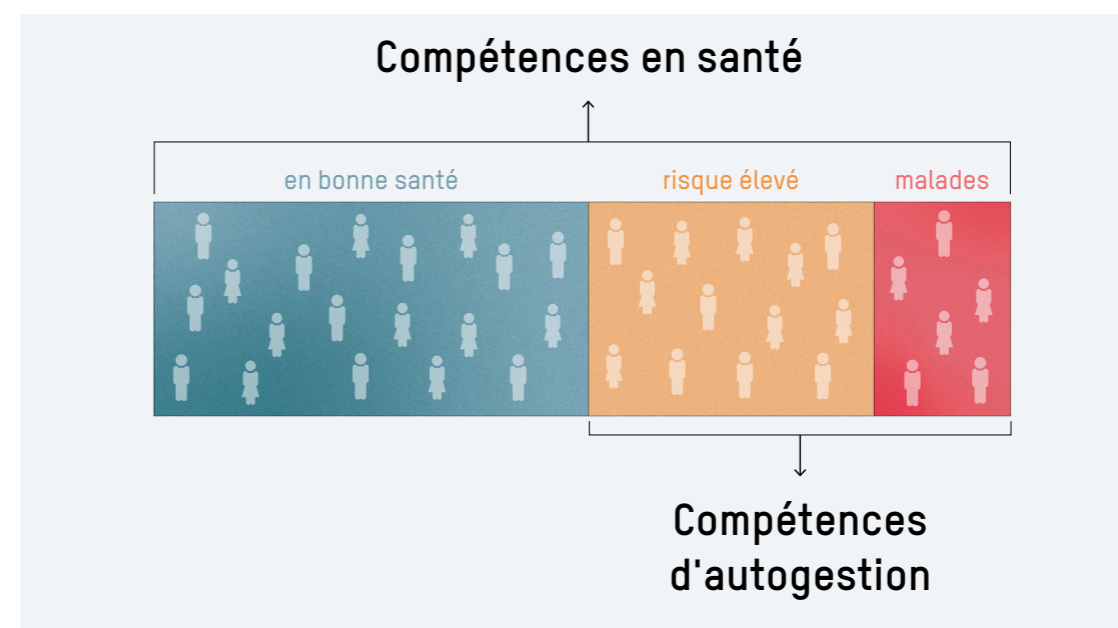 Compétences en santé
en bonne santé
risque élevé
malades
Compétences
d'autogestion